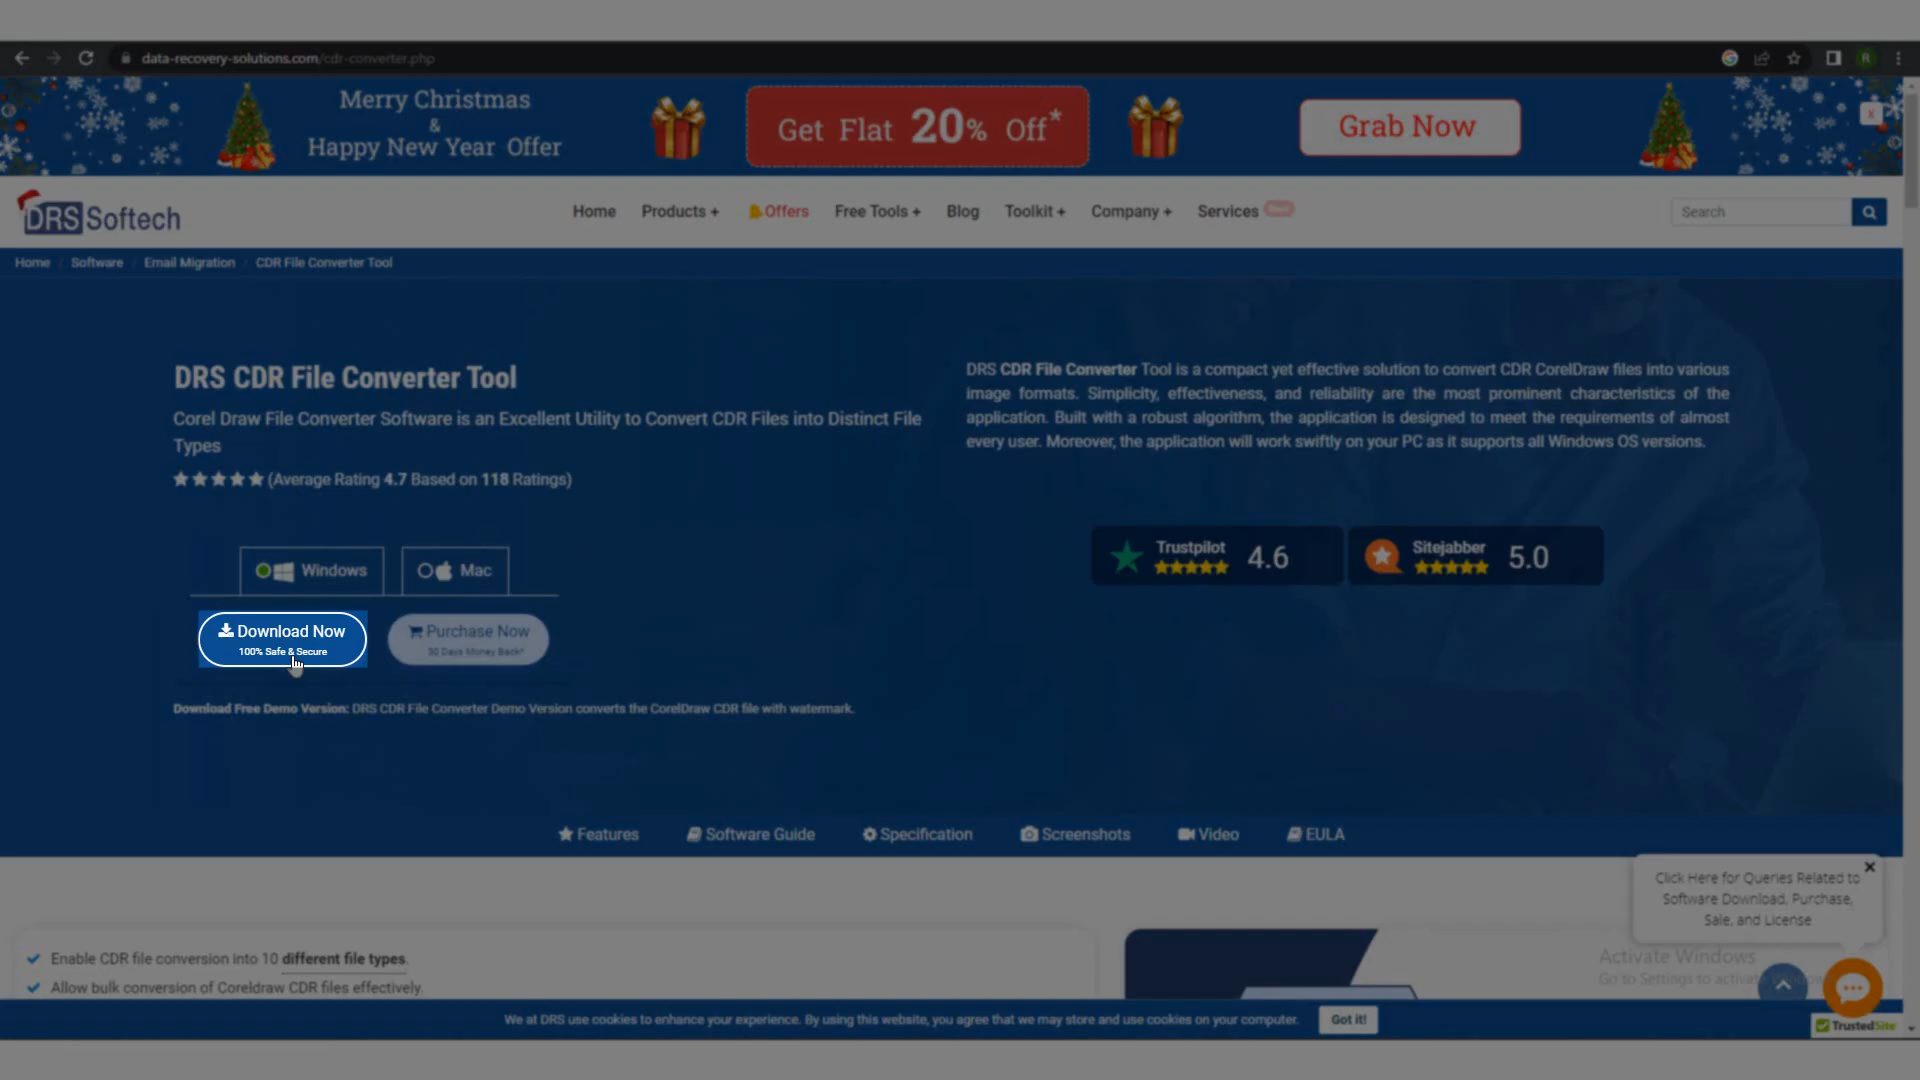 data-recovery-solutions.com/cdr-converter.php
R
Merry Christmas
&
Happy New Year Offer
Get Flat 20% Off*
Grab Now
x
DRS Softech
Home
Products +
Offers
Free Tools +
Blog
Toolkit +
Company +
Services
Search
Home / Software / Email Migration / CDR File Converter Tool
DRS CDR File Converter Tool
Corel Draw File Converter Software is an Excellent Utility to Convert CDR Files into Distinct File
Types
(Average Rating 4.7 Based on 118 Ratings)
DRS CDR File Converter Tool is a compact yet effective solution to convert CDR CorelDraw files into various
image formats. Simplicity, effectiveness, and reliability are the most prominent characteristics of the
application. Built with a robust algorithm, the application is designed to meet the requirements of almost
every user. Moreover, the application will work swiftly on your PC as it supports all Windows OS versions.
Trustpilot 4.6
Sitejabber 5.0
Windows
Mac
Download Now
100% Safe & Secure
Purchase Now
30 Days Money Back*
Download Free Demo Version: DRS CDR File Converter Demo Version converts the CorelDraw CDR file with watermark.
Features
Software Guide
Specification
Screenshots
Video
EULA
Click Here for Queries Related to
Software Download, Purchase,
Sale, and License
Enable CDR file conversion into 10 different file types.
Allow bulk conversion of Coreldraw CDR files effectively.
Activate Windows
Go to Settings to activate
We at DRS use cookies to enhance your experience. By using this website, you agree that we may store and use cookies on your computer.
Got it!
TrustedSite